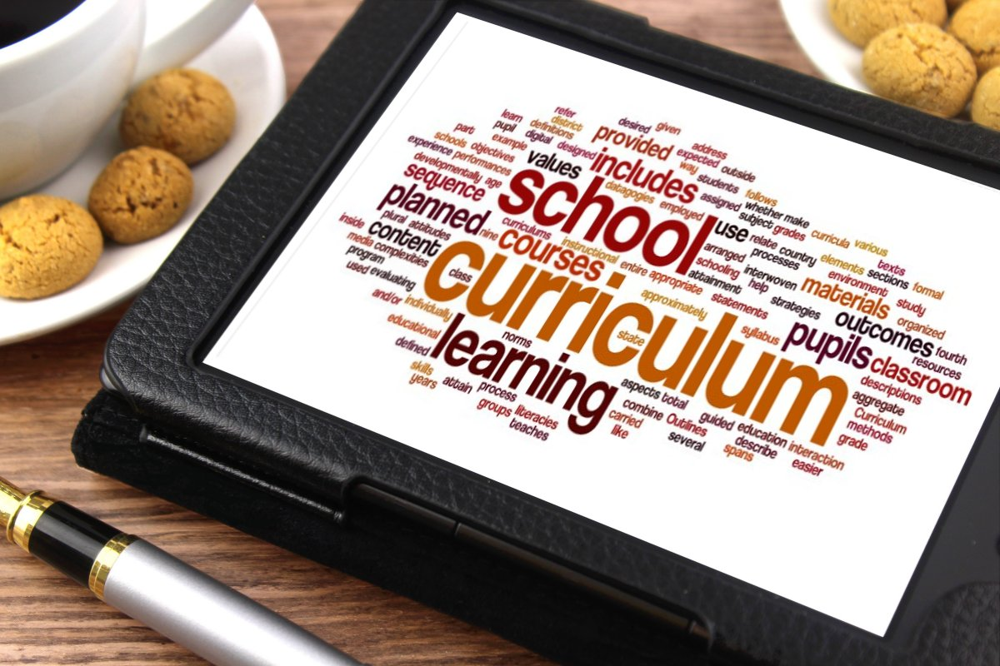 refer
learn
district
desired
given
pupil
definitions
address
part
digital
provided
expected
outside
schools
example
designed
way
experience
objectives
values
includes
students
follows
performances
datagogies
assigned
whether make
developmentally age
employed
subject grades
sequence
school
use
curricula
various
planned
curriculums
relate country
texts
plural attitudes
nine
courses
instructional
arranged
processes
elements
sections
formal
inside
content
entire
schooling
interwoven
environment
study
media complexities
class
appropriate
attainment
help
materials
organized
program
curriculum
approximately
statements
strategies
outcomes
fourth
used evaluating
state
syllabus
pupils
resources
and/or
individually
norms
classroom
educational
learning
descriptions
defined
aspects total
aggregate
skills
combine
guided
education
Curriculum
years
attain
process
carried
Outlines
describe
interaction
methods
groups
literacies
like
several
spans
easier
grade
teaches